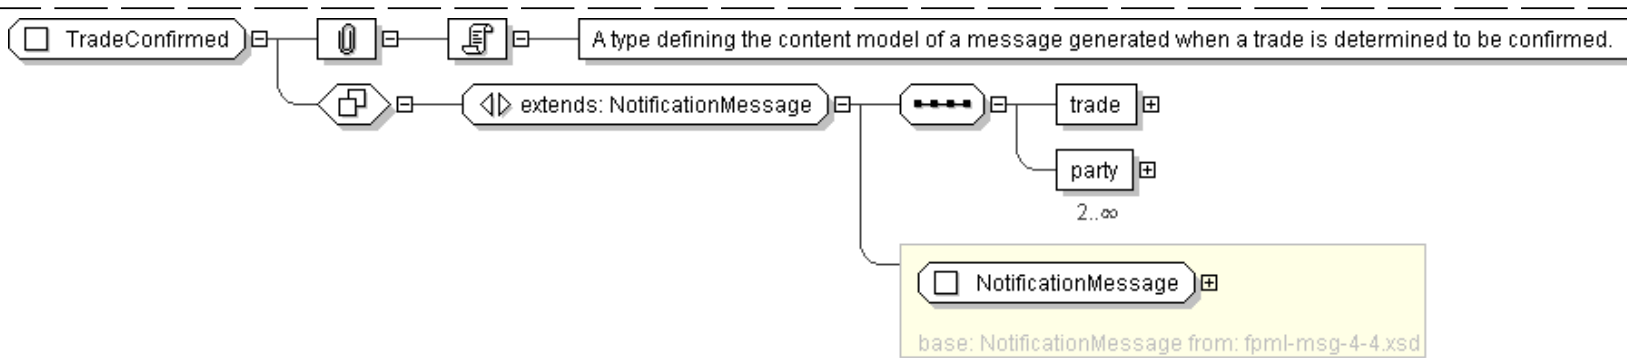 TradeConfirmed
A type defining the content model of a message generated when a trade is determined to be confirmed.
extends: NotificationMessage
trade
party
2..∞
NotificationMessage
base: NotificationMessage from: fpml-msg-4-4.xsd